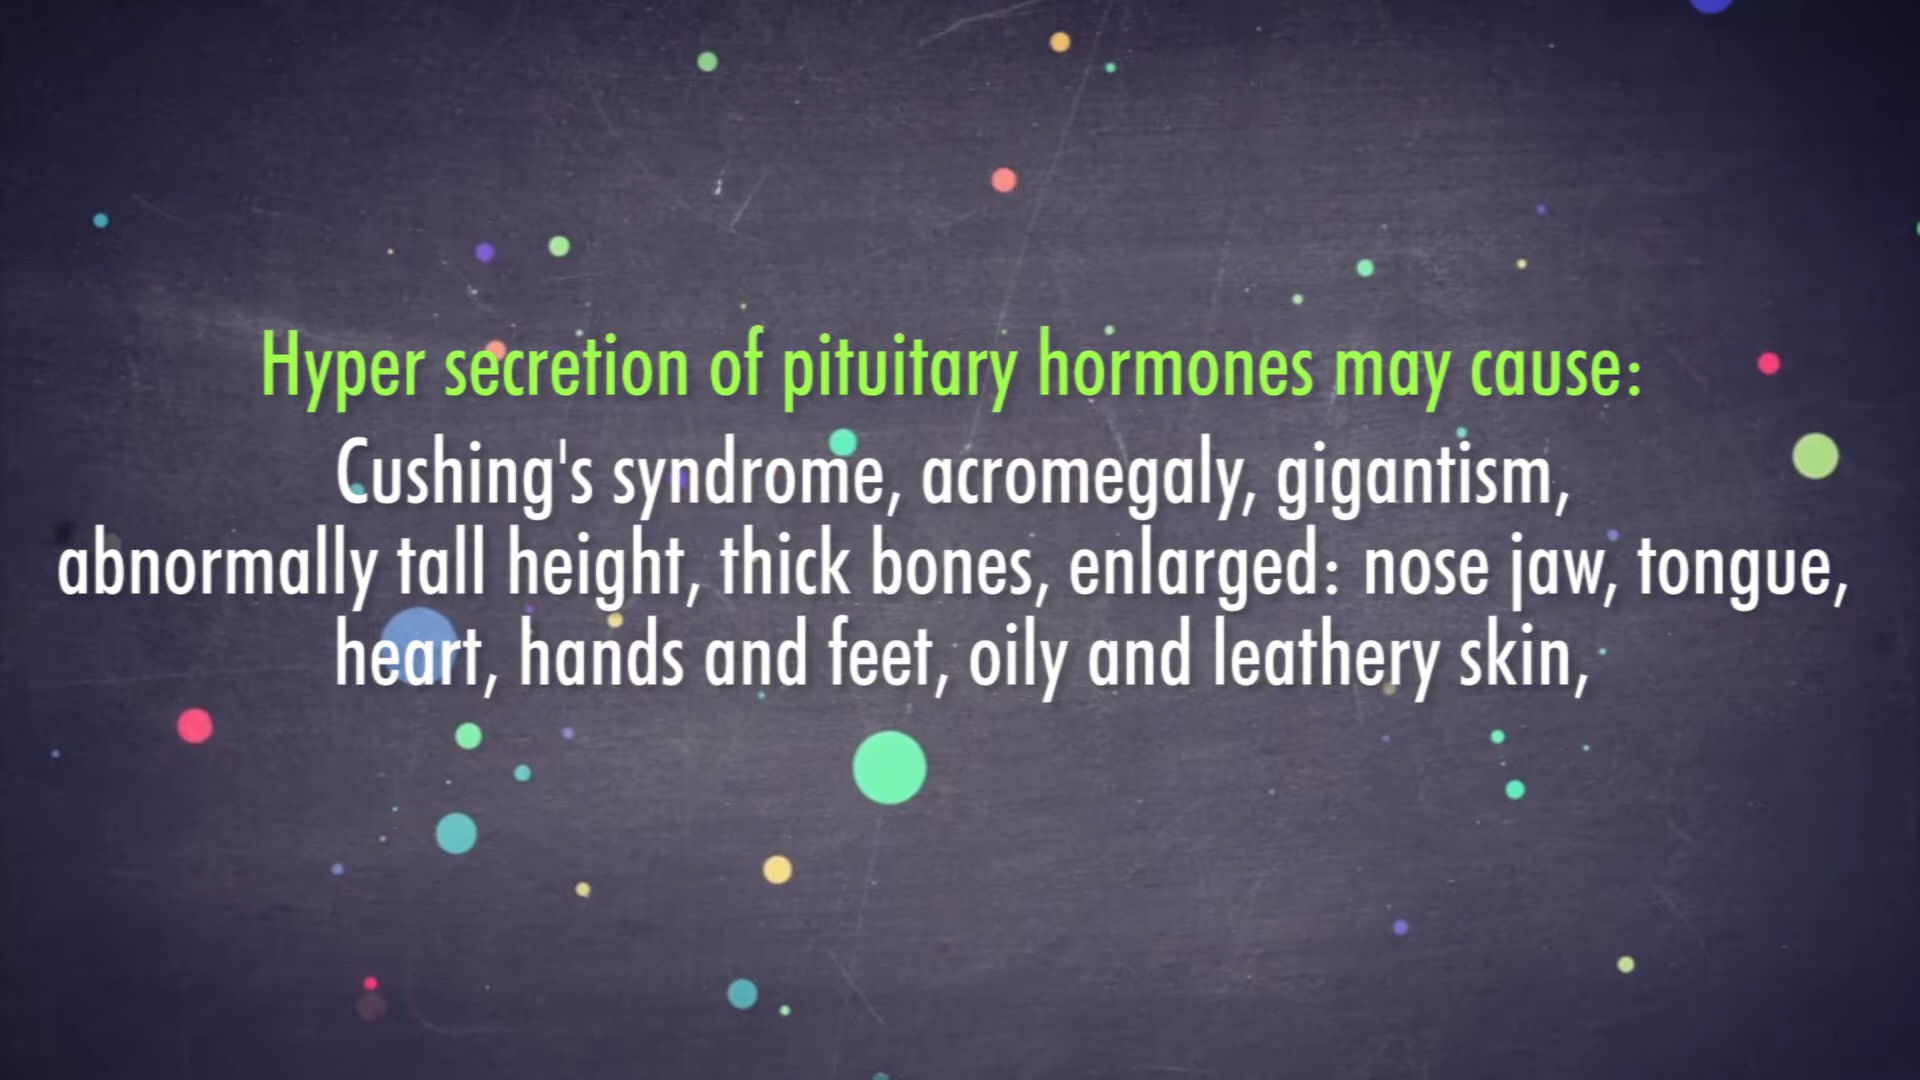 Hyper secretion of pituitary hormones may cause:
Cushing's syndrome, acromegaly, gigantism,
abnormally tall height, thick bones, enlarged: nose jaw, tongue,
heart, hands and feet, oily and leathery skin,